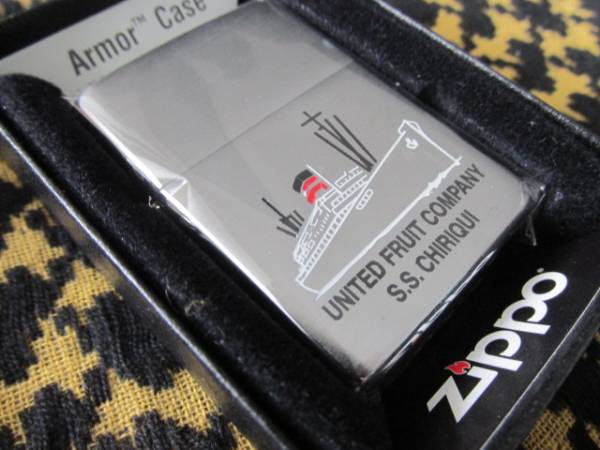 Armor™ Case
UNITED FRUIT COMPANY
S.S. CHIRIQUI
zippo